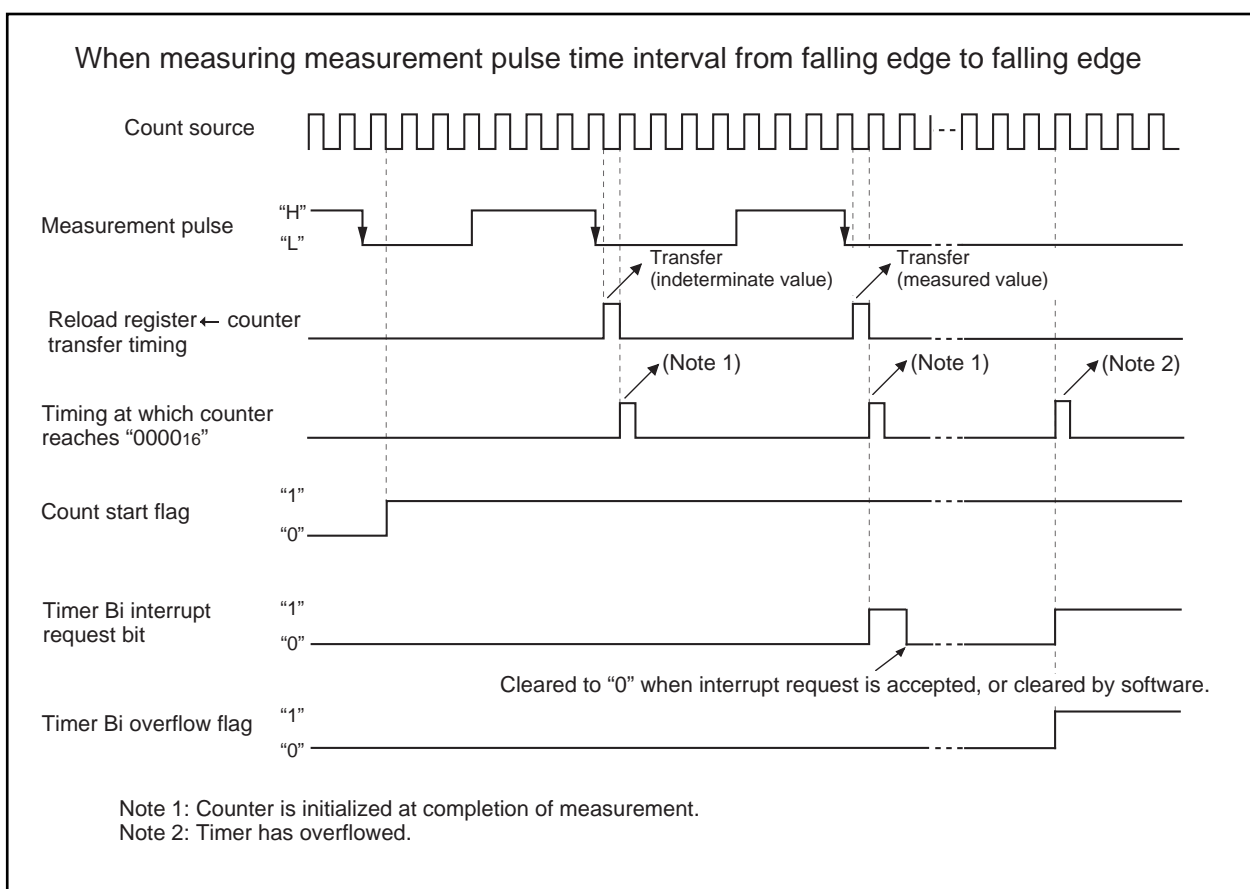 When measuring measurement pulse time interval from falling edge to falling edge
Count source
Measurement pulse
“H”
“L”
Transfer
(indeterminate value)
Transfer
(measured value)
Reload register ← counter
transfer timing
(Note 1)
(Note 1)
(Note 2)
Timing at which counter
reaches “000016”
Count start flag
“1”
“0”
Timer Bi interrupt
request bit
“1”
“0”
Cleared to “0” when interrupt request is accepted, or cleared by software.
Timer Bi overflow flag
“1”
“0”
Note 1: Counter is initialized at completion of measurement.
Note 2: Timer has overflowed.